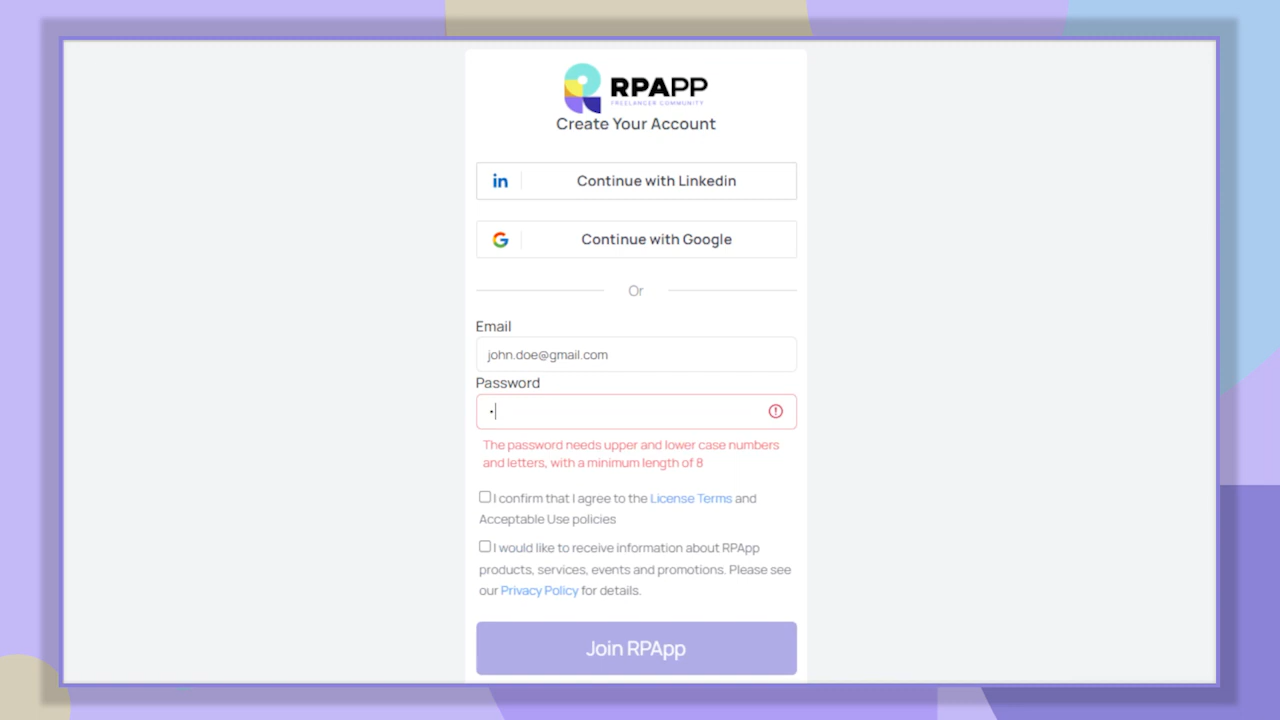 RPAPP
FREELANCER COMMUNITY
Create Your Account
in Continue with Linkedin
G Continue with Google
Or
Email
john.doe@gmail.com
Password
The password needs upper and lower case numbers
and letters, with a minimum length of 8
I confirm that I agree to the License Terms and
Acceptable Use policies
I would like to receive information about RPApp
products, services, events and promotions. Please see
our Privacy Policy for details.
Join RPApp